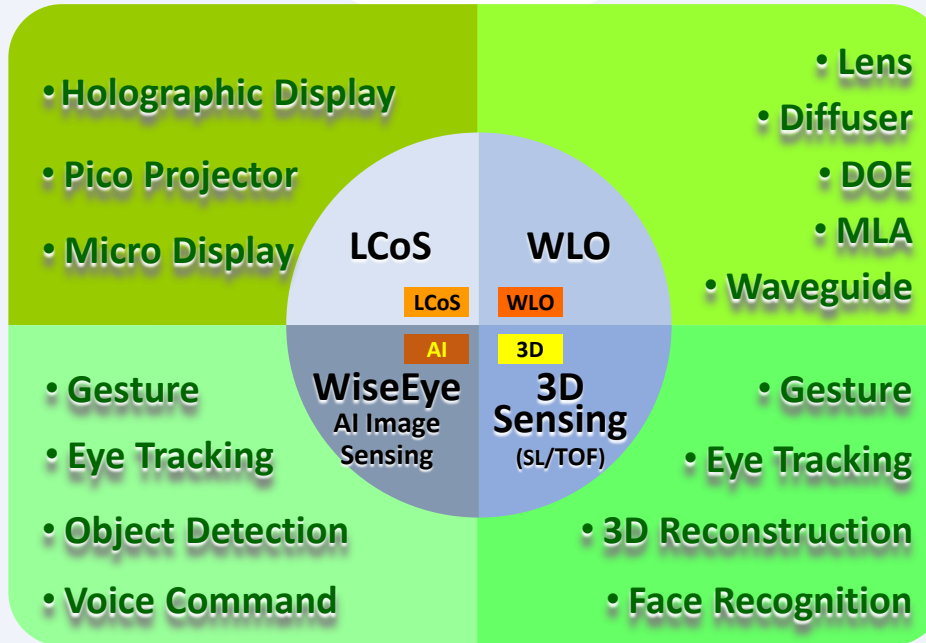 • Holographic Display
• Pico Projector
• Micro Display
• Lens
• Diffuser
• DOE
• MLA
• Waveguide
LCoS
WLO
LCoS
WLO
AI
3D
WiseEye
AI Image
Sensing
3D
Sensing
(SL/TOF)
• Gesture
• Eye Tracking
• Object Detection
• Voice Command
• Gesture
• Eye Tracking
• 3D Reconstruction
• Face Recognition